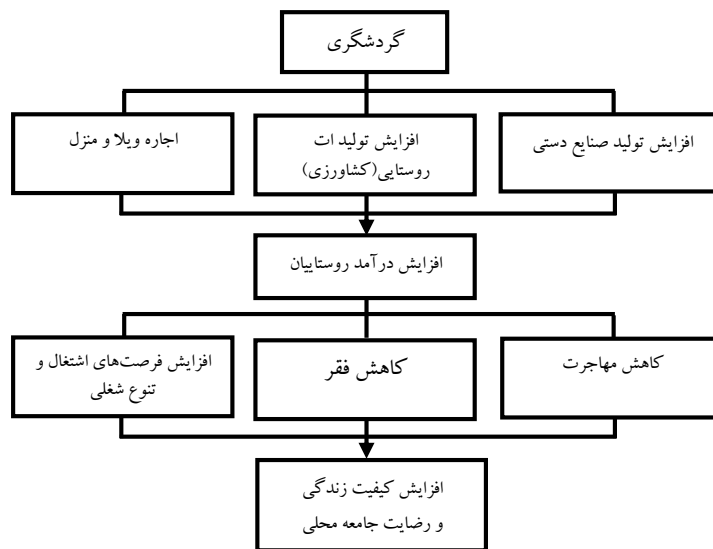 گردشگری
افزایش تولید صنایع دستی
افزایش تولید ات
روستایی(کشاورزی)
اجاره ویلا و منزل
افزایش درآمد روستاییان
کاهش مهاجرت
کاهش فقر
افزایش فرصت‌های اشتغال و
تنوع شغلی
افزایش کیفیت زندگی
و رضایت جامعه محلی